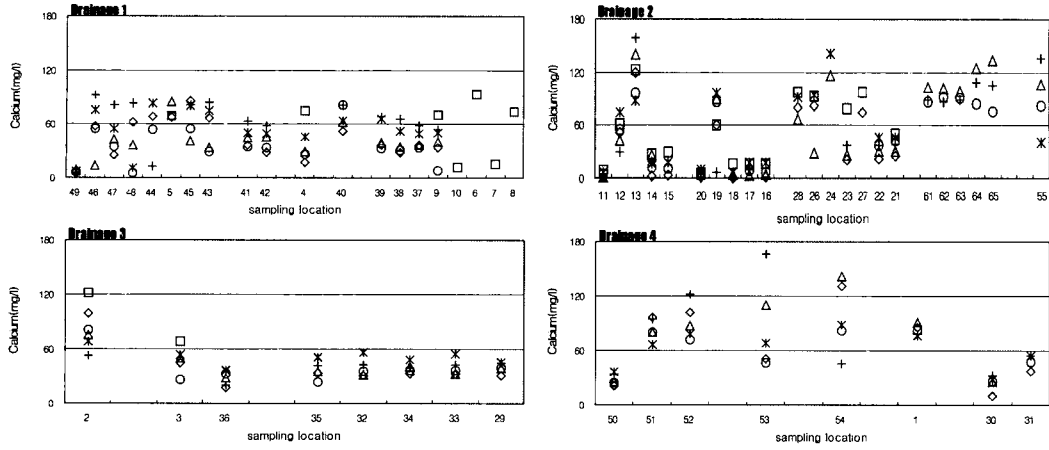 Drainage 1
Calcium(mg/l)
180
120
60
0
49 46 47 48 44 5 45 43 41 42 4 40 39 38 37 9 10 6 7 8
sampling location
Drainage 2
Calcium(mg/l)
180
120
60
0
11 12 13 14 15 20 19 18 17 16 28 26 24 23 27 22 21 61 62 63 64 65 55
sampling location
Drainage 3
Calcium(mg/l)
180
120
60
0
2 3 36 35 32 34 33 29
sampling location
Drainage 4
Calcium(mg/l)
180
120
60
0
50 51 52 53 54 1 30 31
sampling location